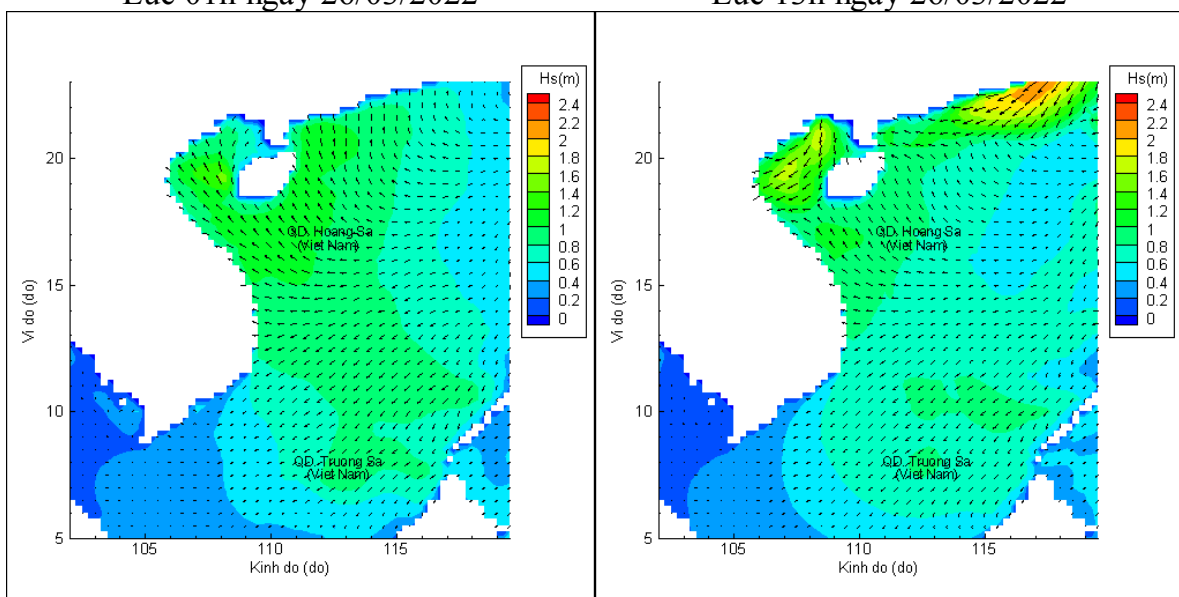 Lúc 01h ngày 26/03/2022
Lúc 13h ngày 26/03/2022
Hs(m)
2.4
2.2
2
1.8
1.6
1.4
1.2
1
0.8
0.6
0.4
0.2
0
20
15
10
5
Vi do (do)
QD. Hoang Sa
(Viet Nam)
QD. Truong Sa
(Viet Nam)
105
110
115
Kinh do (do)
Hs(m)
2.4
2.2
2
1.8
1.6
1.4
1.2
1
0.8
0.6
0.4
0.2
0
20
15
10
5
Vi do (do)
QD. Hoang Sa
(Viet Nam)
QD. Truong Sa
(Viet Nam)
105
110
115
Kinh do (do)